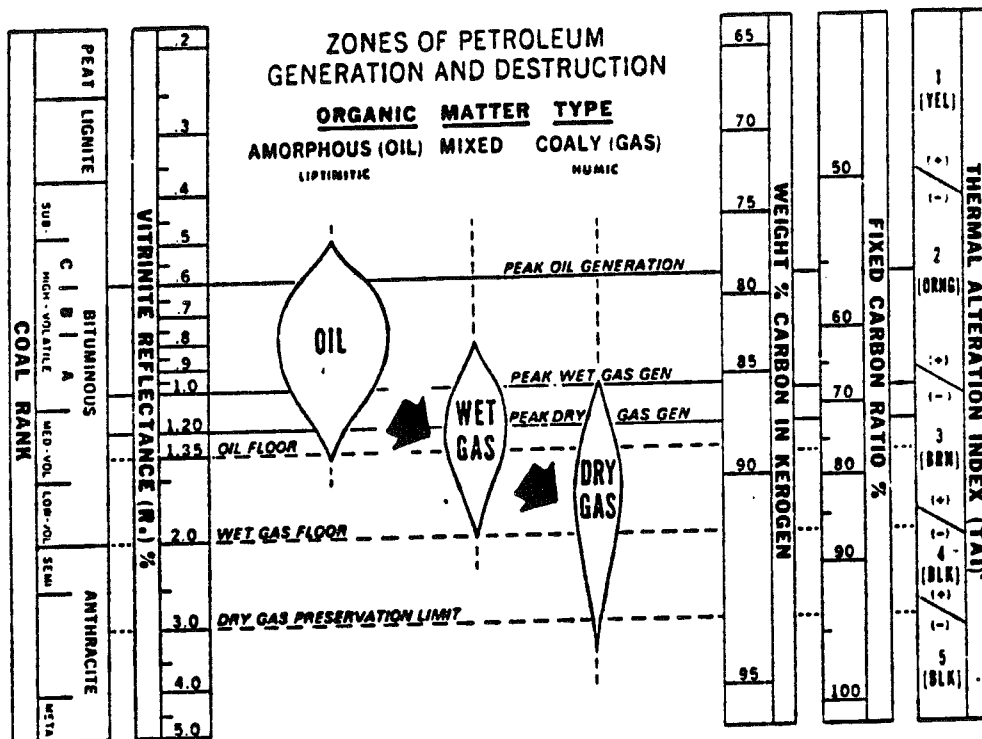 ZONES OF PETROLEUM
GENERATION AND DESTRUCTION
ORGANIC MATTER TYPE
AMORPHOUS (OIL) MIXED COALY (GAS)
LIPTINITIC HUMIC
COAL RANK
PEAT
LIGNITE
SUB-
BITUMINOUS
HIGH-VOLATILE
C
B
A
MED-VOL
LOW-VOL
SEMI
ANTHRACITE
META
VITRINITE REFLECTANCE (R.) %
.2
.3
.4
.5
.6
.7
.8
.9
1.0
1.20
1.35
2.0
3.0
4.0
5.0
PEAK OIL GENERATION
OIL
PEAK WET GAS GEN
WET
GAS
PEAK DRY GAS GEN
OIL FLOOR
DRY
GAS
WET GAS FLOOR
DRY GAS PRESERVATION LIMIT
65
70
75
80
85
90
95
WEIGHT % CARBON IN KEROGEN
50
60
70
80
90
100
FIXED CARBON RATIO %
1
(YEL)
(+)
(-)
2
(ORNG)
(+)
(-)
3
(BRN)
(+)
(-)
4
(BLK)
(+)
(-)
5
(BLK)
THERMAL ALTERATION INDEX (TAI)